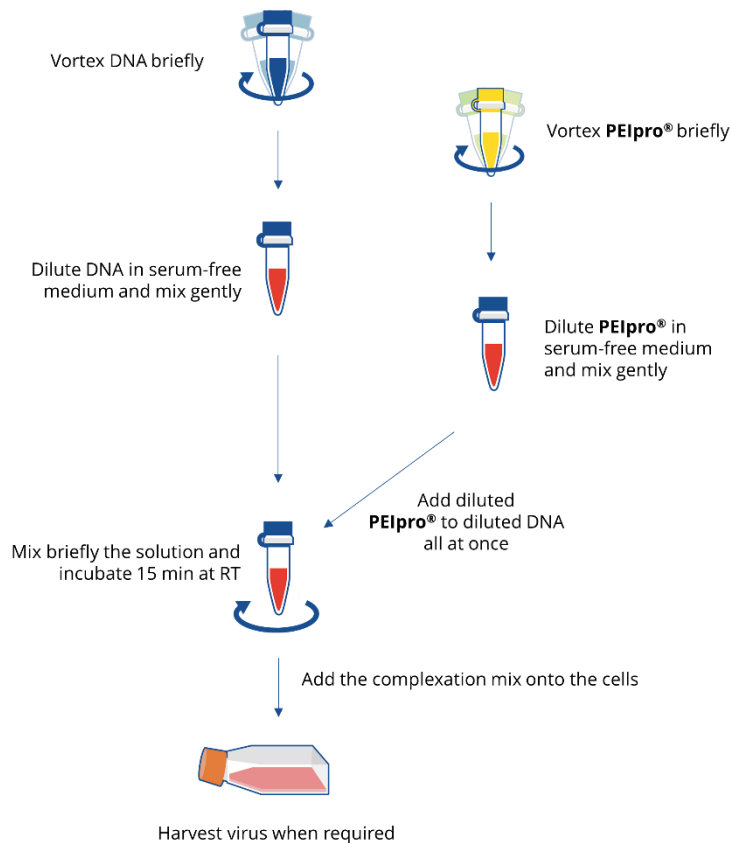 Vortex DNA briefly
Vortex PEIpro® briefly
Dilute DNA in serum-free
medium and mix gently
Dilute PEIpro® in
serum-free medium
and mix gently
Add diluted
PEIpro® to diluted DNA
all at once
Mix briefly the solution and
incubate 15 min at RT
Add the complexation mix onto the cells
Harvest virus when required